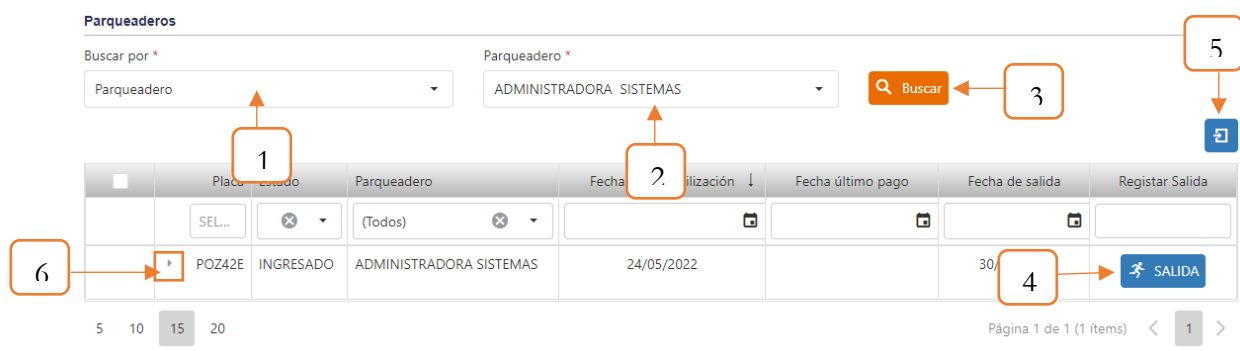 Parqueaderos
5
Buscar por *
Parqueadero *
Parqueadero
ADMINISTRADORA SISTEMAS
Buscar
3
1
2
Placa Estado Parqueadero Fecha ilización ↓ Fecha último pago Fecha de salida Registar Salida
SEL... (Todos)
6
POZ42E INGRESADO ADMINISTRADORA SISTEMAS 24/05/2022 30/ SALIDA
4
5 10 15 20 Página 1 de 1 (1 ítems) 1